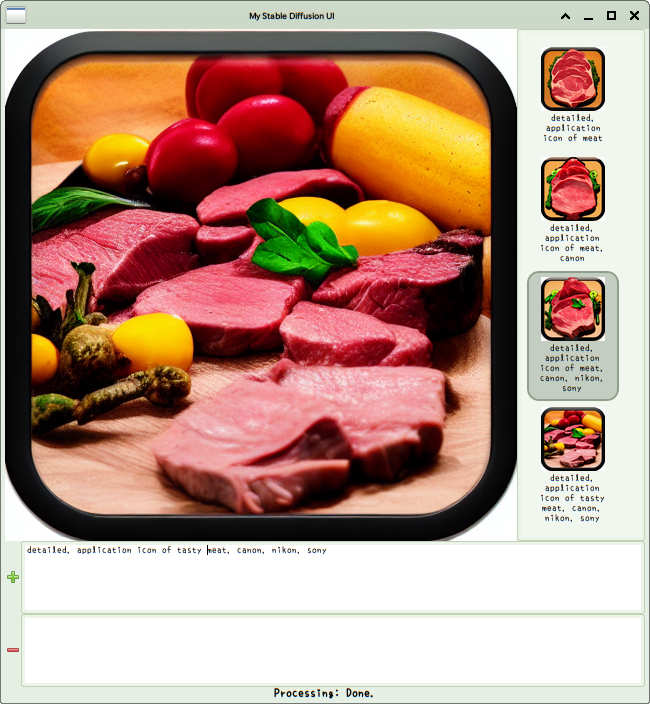 My Stable Diffusion UI
detailed,
application
icon of meat
detailed,
application
icon of meat,
canon
detailed,
application
icon of meat,
canon, nikon,
sony
detailed,
application
icon of tasty
meat, canon,
nikon, sony
detailed, application icon of tasty meat, canon, nikon, sony
Processing: Done.